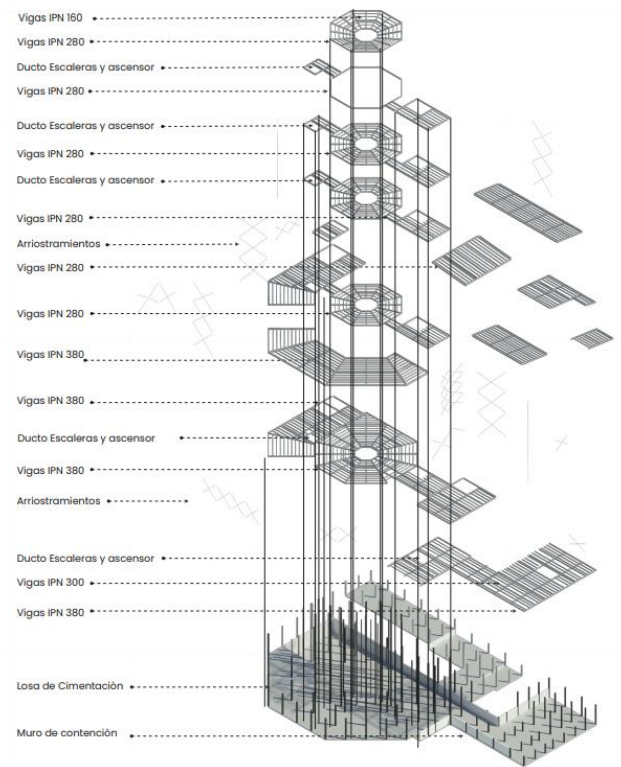 Vigas IPN 160
Vigas IPN 280
Ducto Escaleras y ascensor
Vigas IPN 280
Ducto Escaleras y ascensor
Vigas IPN 280
Ducto Escaleras y ascensor
Vigas IPN 280
Arriostramientos
Vigas IPN 280
Vigas IPN 280
Vigas IPN 380
Vigas IPN 380
Ducto Escaleras y ascensor
Vigas IPN 380
Arriostramientos
Ducto Escaleras y ascensor
Vigas IPN 300
Vigas IPN 380
Losa de Cimentaciòn
Muro de contenciòn